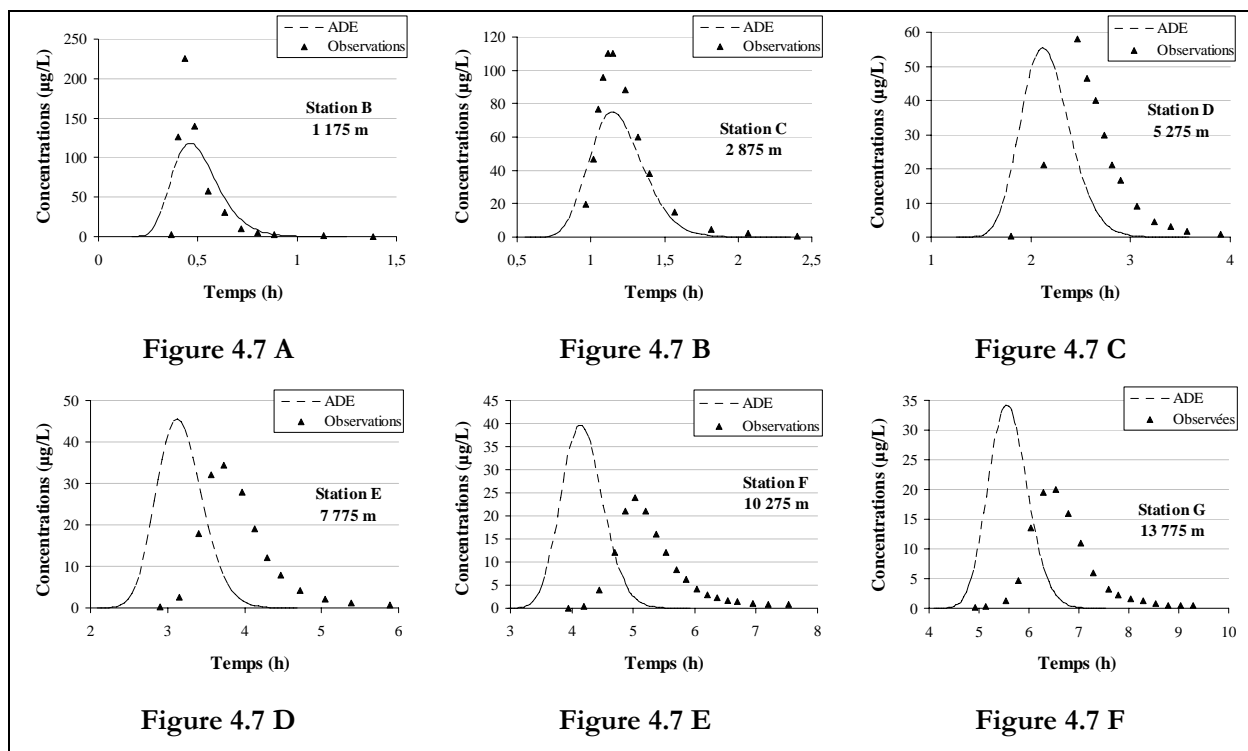 ADE
Observations
Station B
1 175 m
Concentrations (µg/L)
250
200
150
100
50
0
0
0,5
1
1,5
Temps (h)
Figure 4.7 A
ADE
Observations
Station C
2 875 m
Concentrations (µg/L)
120
100
80
60
40
20
0
0,5
1
1,5
2
2,5
Temps (h)
Figure 4.7 B
ADE
Observations
Station D
5 275 m
Concentrations (µg/L)
60
50
40
30
20
10
0
1
2
3
4
Temps (h)
Figure 4.7 C
ADE
Observations
Station E
7 775 m
Concentrations (µg/L)
50
40
30
20
10
0
2
3
4
5
6
Temps (h)
Figure 4.7 D
ADE
Observations
Station F
10 275 m
Concentrations (µg/L)
45
40
35
30
25
20
15
10
5
0
3
4
5
6
7
8
Temps (h)
Figure 4.7 E
ADE
Observées
Station G
13 775 m
Concentrations (µg/L)
35
30
25
20
15
10
5
0
4
5
6
7
8
9
10
Temps (h)
Figure 4.7 F